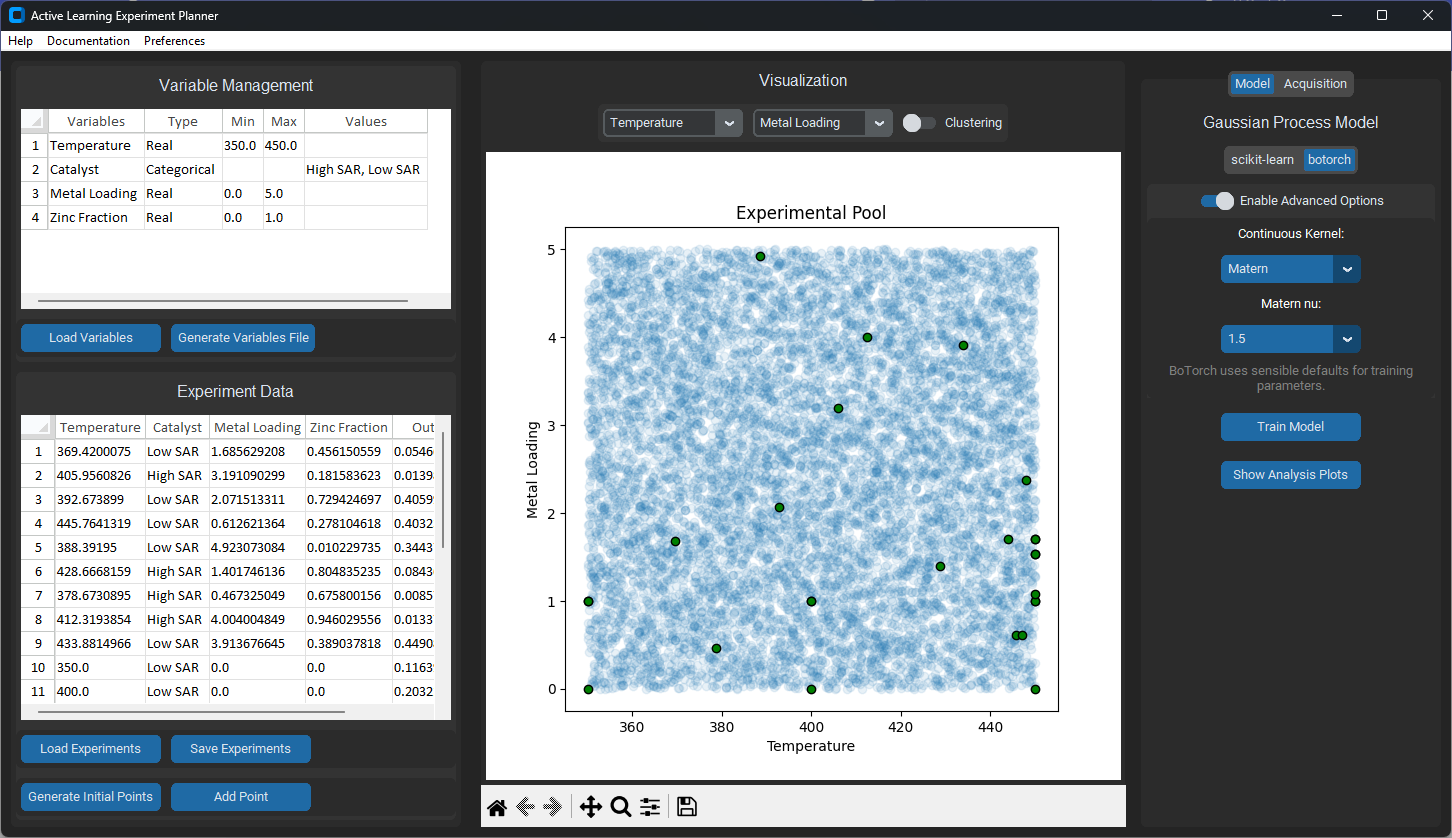 Active Learning Experiment Planner
Help Documentation Preferences
Variable Management
Variables Type Min Max Values
1 Temperature Real 350.0 450.0
2 Catalyst Categorical High SAR, Low SAR
3 Metal Loading Real 0.0 5.0
4 Zinc Fraction Real 0.0 1.0
Load Variables Generate Variables File
Experiment Data
Temperature Catalyst Metal Loading Zinc Fraction Out
1 369.4200075 Low SAR 1.685629208 0.456150559 0.0546
2 405.9560826 High SAR 3.191090299 0.181583623 0.0139
3 392.673899 Low SAR 2.071513311 0.729424697 0.4059
4 445.7641319 Low SAR 0.612621364 0.278104618 0.4032
5 388.39195 Low SAR 4.923073084 0.010229735 0.3443
6 428.6668159 High SAR 1.401746136 0.804835235 0.0843
7 378.6730895 High SAR 0.467325049 0.675800156 0.0085
8 412.3193854 High SAR 4.004004849 0.946029556 0.0133
9 433.8814966 Low SAR 3.913676645 0.389037818 0.4490
10 350.0 Low SAR 0.0 0.0 0.1163
11 400.0 Low SAR 0.0 0.0 0.2032
Load Experiments Save Experiments
Generate Initial Points Add Point
Visualization
Temperature Metal Loading Clustering
Experimental Pool
5
4
3
2
1
0
Metal Loading
360 380 400 420 440
Temperature
Model Acquisition
Gaussian Process Model
scikit-learn botorch
Enable Advanced Options
Continuous Kernel:
Matern
Matern nu:
1.5
BoTorch uses sensible defaults for training
parameters.
Train Model
Show Analysis Plots